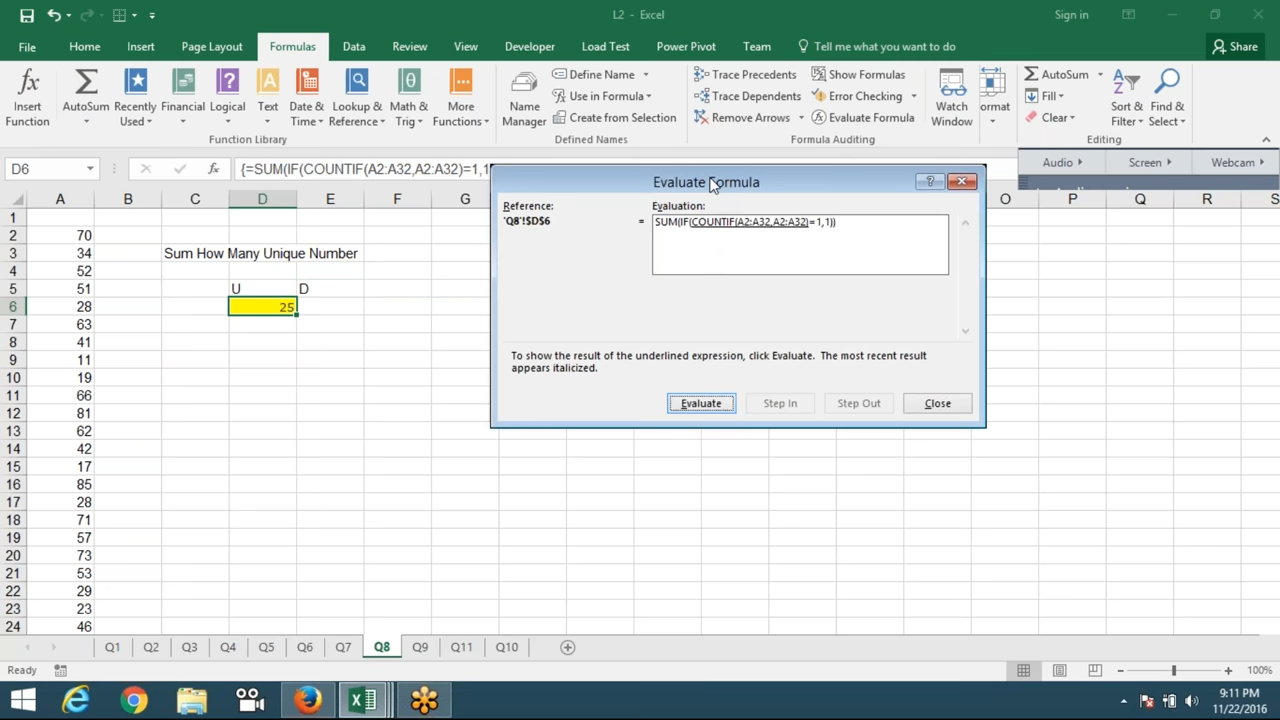 L2 - Excel
Sign in
File Home Insert Page Layout Formulas Data Review View Developer Load Test Power Pivot Team Tell me what you want to do Share
Insert Function
AutoSum
Recently Used
Financial
Logical
Text
Date & Time
Lookup & Reference
Math & Trig
More Functions
Function Library
Name Manager
Define Name
Use in Formula
Create from Selection
Defined Names
Trace Precedents
Trace Dependents
Remove Arrows
Show Formulas
Error Checking
Evaluate Formula
Formula Auditing
Watch Window
ormat
AutoSum
Fill
Clear
Sort & Filter
Find & Select
Editing
Audio Screen Webcam
D6 fx {=SUM(IF(COUNTIF(A2:A32,A2:A32)=1,1
A B C D E F G O P Q R S
1
2 70
3 34 Sum How Many Unique Number
4 52
5 51 U D
6 28 25
7 63
8 41
9 11
10 19
11 66
12 81
13 62
14 42
15 17
16 85
17 28
18 71
19 57
20 73
21 53
22 29
23 23
24 46
Evaluate Formula
Reference: Evaluation:
'Q8'!$D$6 = SUM(IF(COUNTIF(A2:A32,A2:A32)=1,1))
To show the result of the underlined expression, click Evaluate. The most recent result
appears italicized.
Evaluate Step In Step Out Close
Q1 Q2 Q3 Q4 Q5 Q6 Q7 Q8 Q9 Q11 Q10
Ready 100%
9:11 PM
11/22/2016